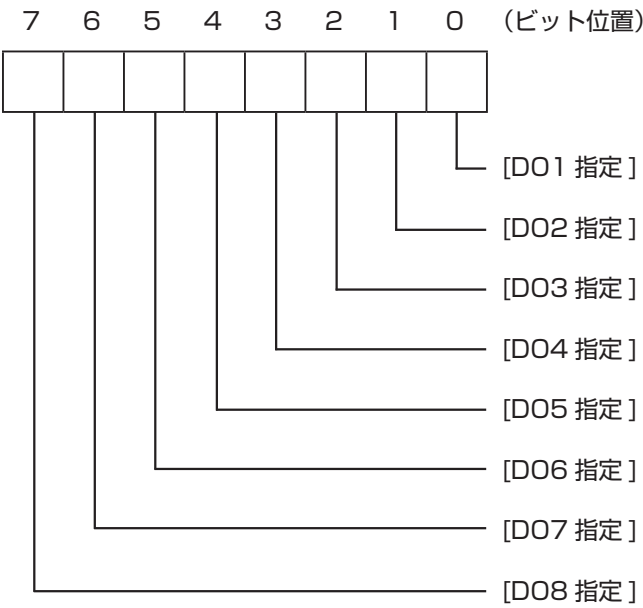 7 6 5 4 3 2 1 0 （ビット位置）
[DO1 指定 ]
[DO2 指定 ]
[DO3 指定 ]
[DO4 指定 ]
[DO5 指定 ]
[DO6 指定 ]
[DO7 指定 ]
[DO8 指定 ]